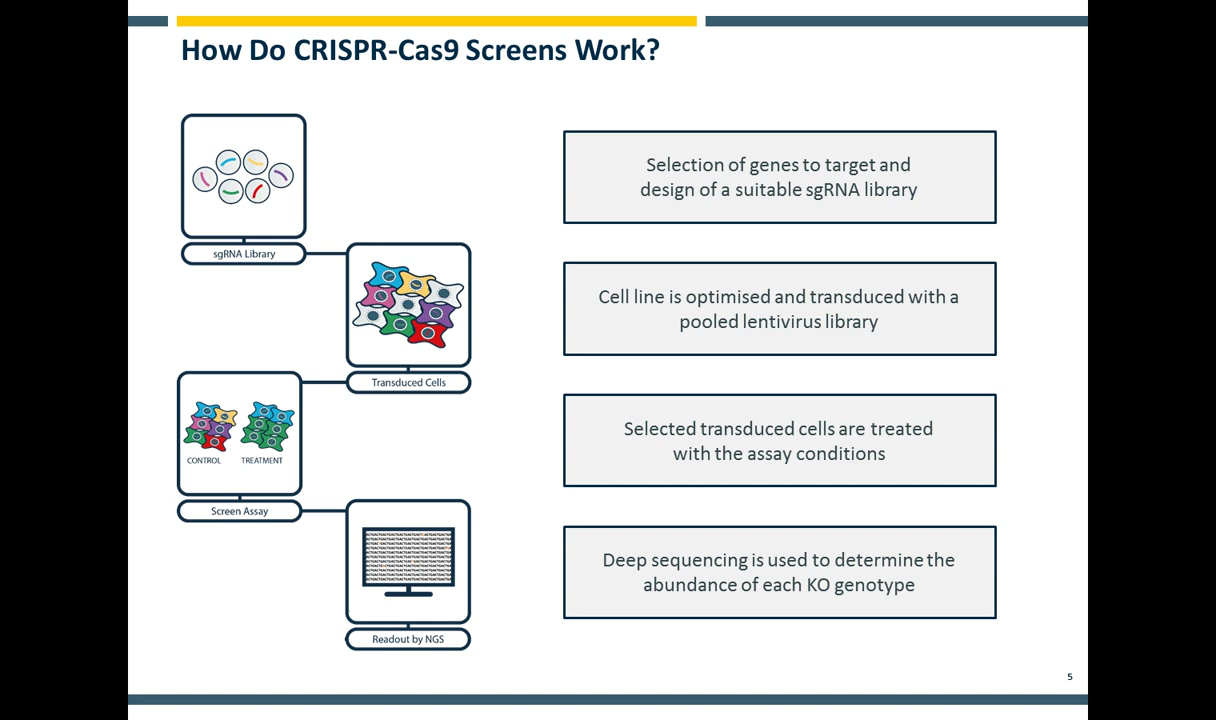 How Do CRISPR-Cas9 Screens Work?
sgRNA Library
Transduced Cells
CONTROL
TREATMENT
Screen Assay
Readout by NGS
Selection of genes to target and
design of a suitable sgRNA library
Cell line is optimised and transduced with a
pooled lentivirus library
Selected transduced cells are treated
with the assay conditions
Deep sequencing is used to determine the
abundance of each KO genotype
5